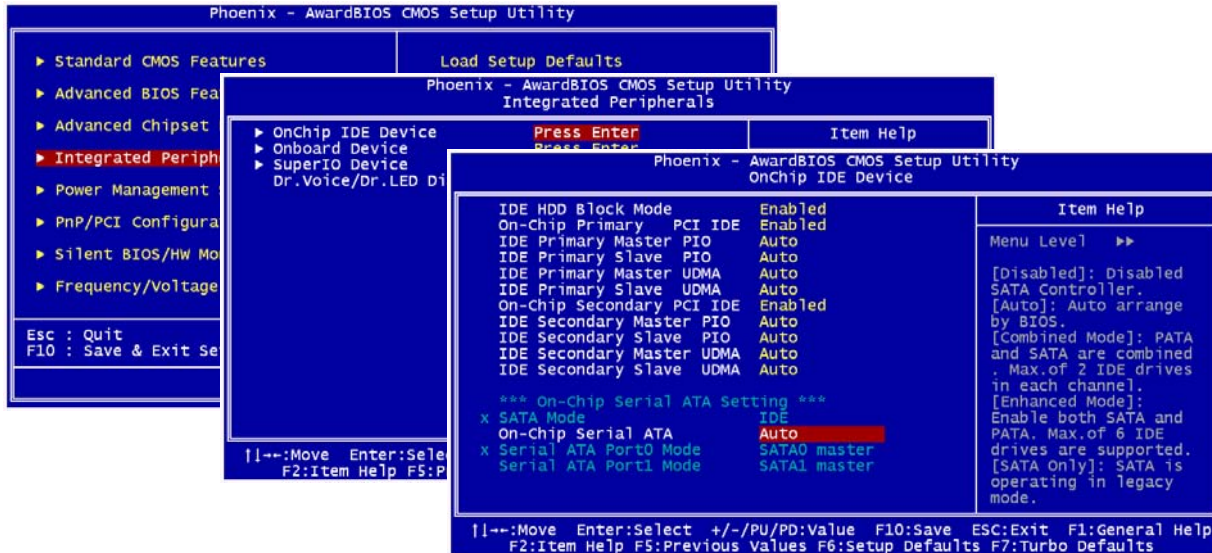 Phoenix - AwardBIOS CMOS Setup Utility
▶ Standard CMOS Features
Load Setup Defaults
▶ Advanced BIOS Fea
▶ Advanced Chipset
▶ Integrated Periph
▶ Power Management
▶ PnP/PCI Configura
▶ Silent BIOS/HW Mo
▶ Frequency/Voltage
Esc : Quit
F10 : Save & Exit Se
Phoenix - AwardBIOS CMOS Setup Utility
Integrated Peripherals
▶ OnChip IDE Device Press Enter
▶ Onboard Device Press Enter
▶ SuperIO Device
Dr.Voice/Dr.LED Di
Item Help
↑↓→←:Move Enter:Sele
F2:Item Help F5:P
Phoenix - AwardBIOS CMOS Setup Utility
OnChip IDE Device
IDE HDD Block Mode Enabled
On-Chip Primary PCI IDE Enabled
IDE Primary Master PIO Auto
IDE Primary Slave PIO Auto
IDE Primary Master UDMA Auto
IDE Primary Slave UDMA Auto
On-Chip Secondary PCI IDE Enabled
IDE Secondary Master PIO Auto
IDE Secondary Slave PIO Auto
IDE Secondary Master UDMA Auto
IDE Secondary Slave UDMA Auto
*** On-Chip Serial ATA Setting ***
x SATA Mode IDE
On-Chip Serial ATA Auto
x Serial ATA Port0 Mode SATA0 master
Serial ATA Port1 Mode SATA1 master
Item Help
Menu Level ▶▶
[Disabled]: Disabled
SATA Controller.
[Auto]: Auto arrange
by BIOS.
[Combined Mode]: PATA
and SATA are combined
. Max.of 2 IDE drives
in each channel.
[Enhanced Mode]:
Enable both SATA and
PATA. Max.of 6 IDE
drives are supported.
[SATA Only]: SATA is
operating in legacy
mode.
↑↓→←:Move Enter:Select +/-/PU/PD:Value F10:Save ESC:Exit F1:General Help
F2:Item Help F5:Previous Values F6:Setup Defaults F7:Turbo Defaults